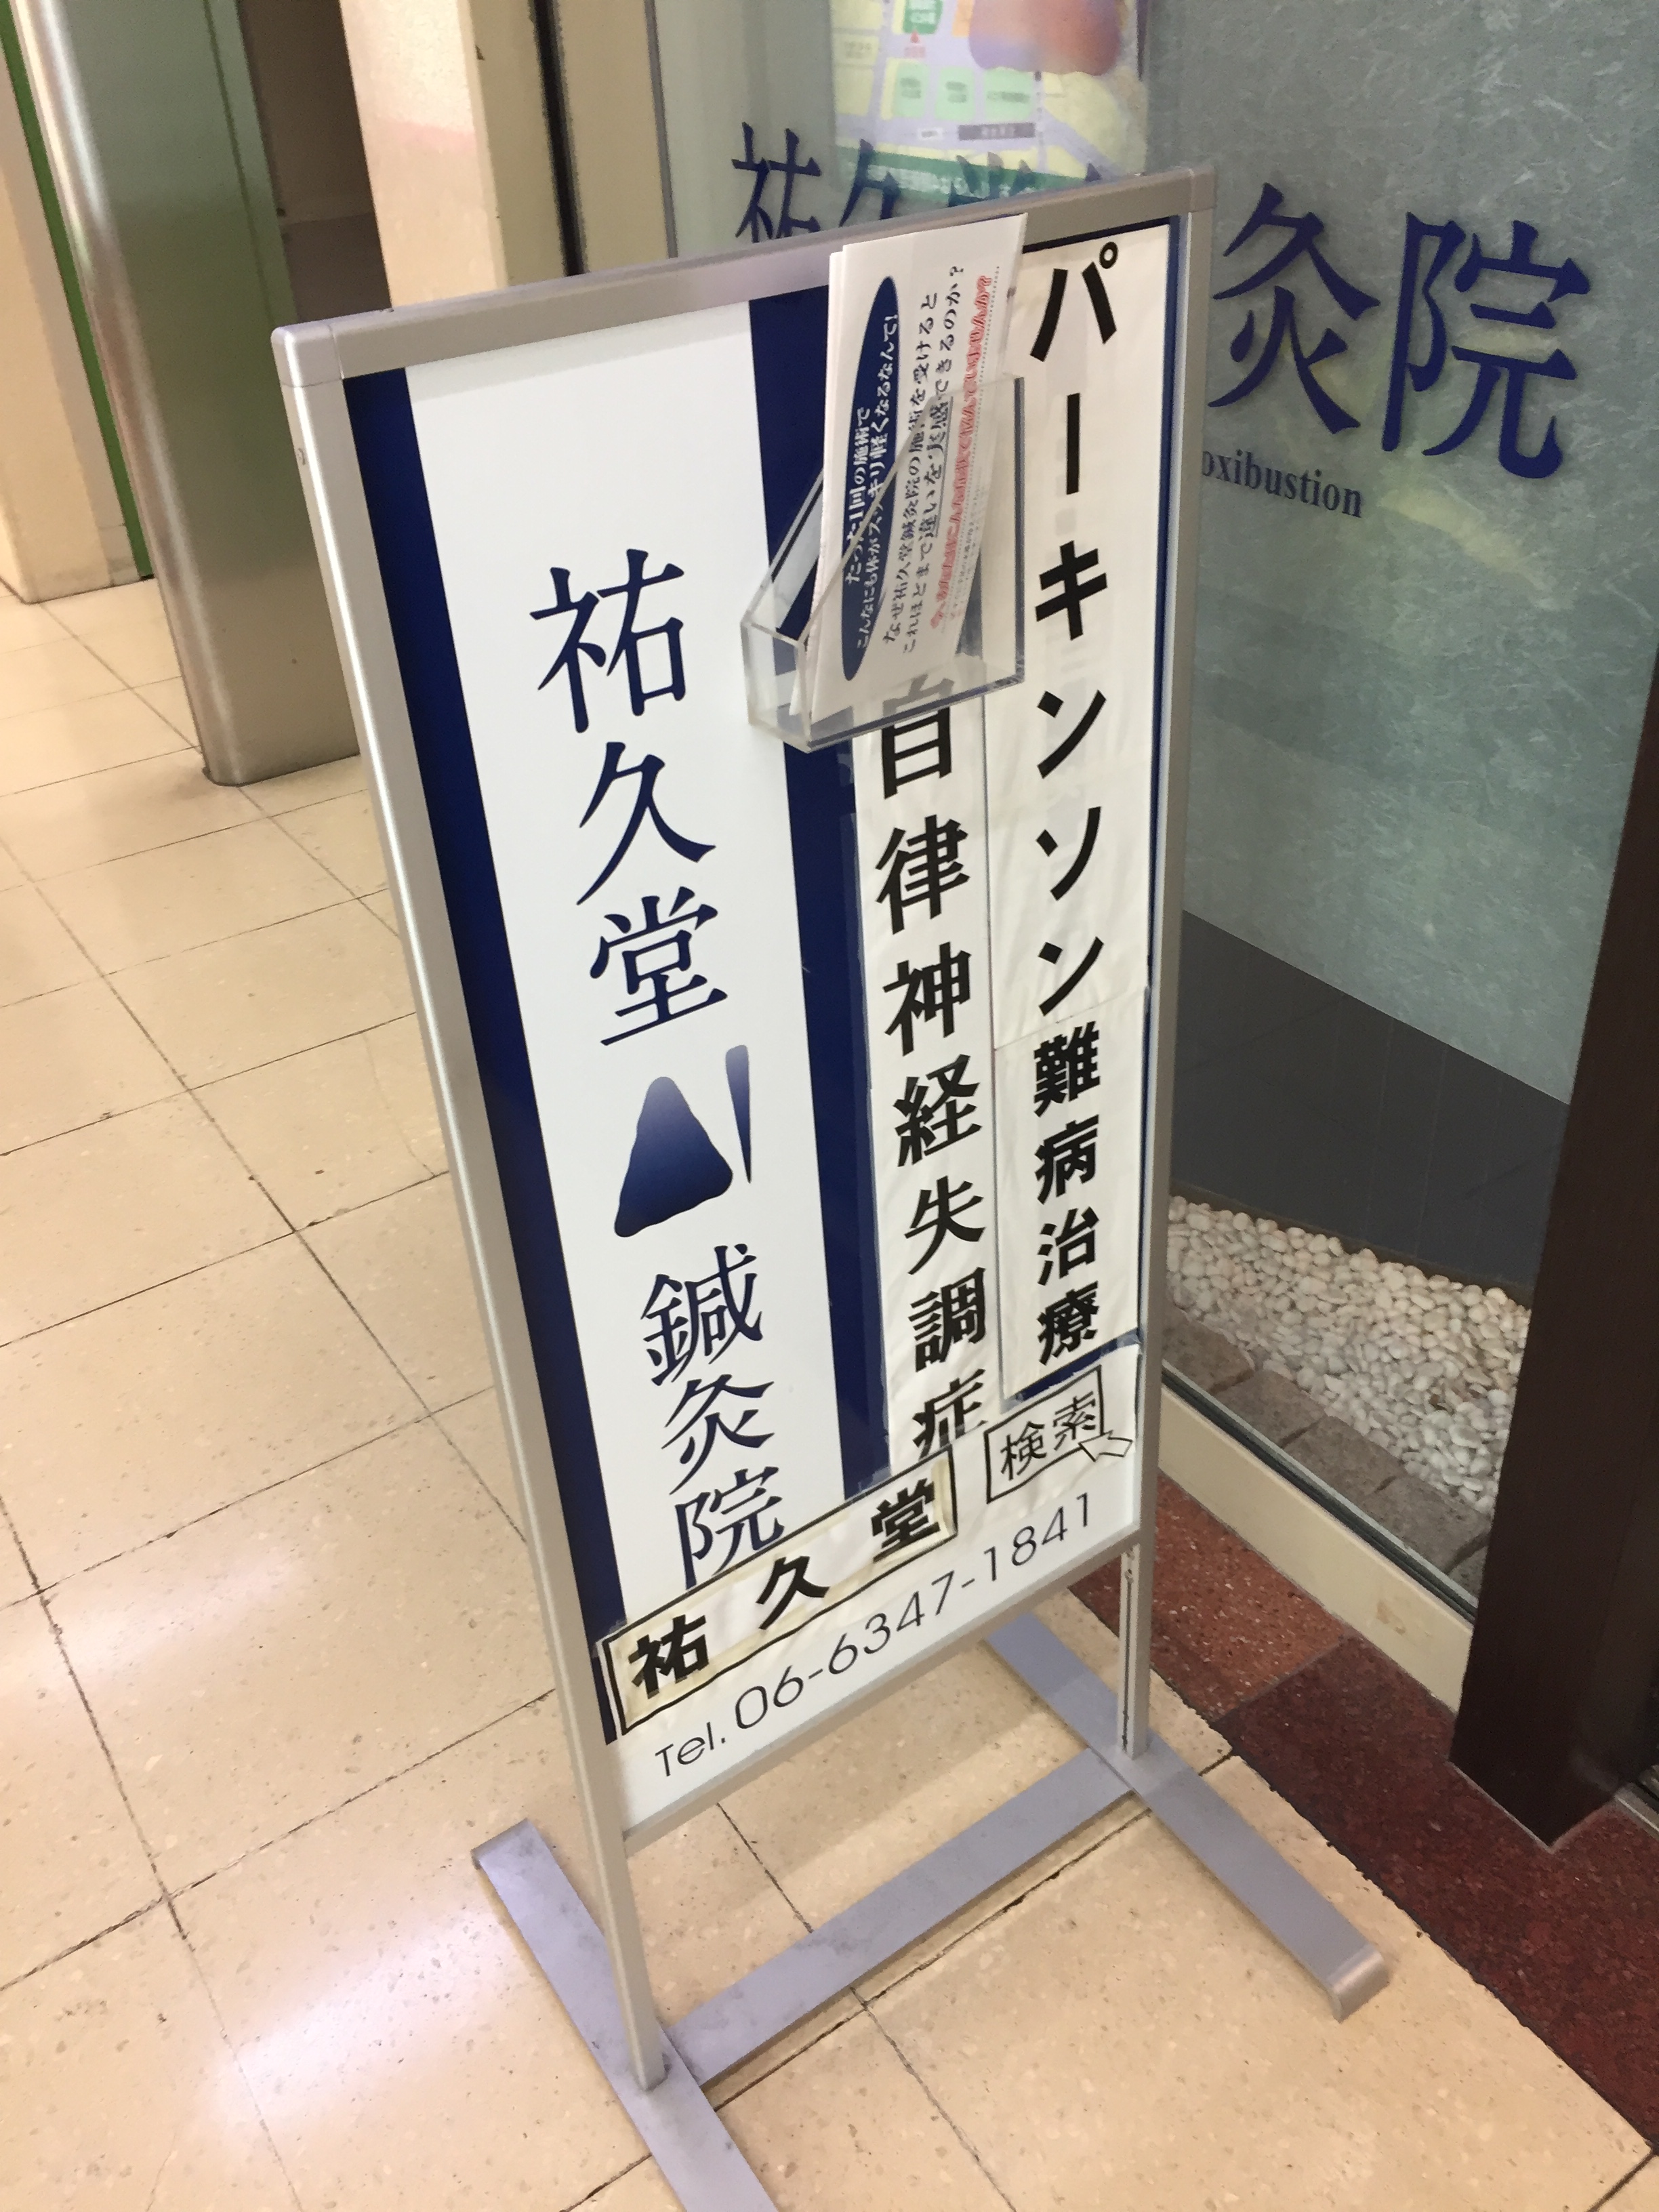 祐久
灸院
oxibustion
パーキンソン難病治療
自律神経失調症
祐久堂
鍼灸院
たった1回の施術で
こんなにも体がスッキリ軽くなるなんて!
なぜ祐久堂鍼灸院の施術を受けると
これほどまで違いを実感できるのか?
祐久堂
検索
Tel. 06-6347-1841